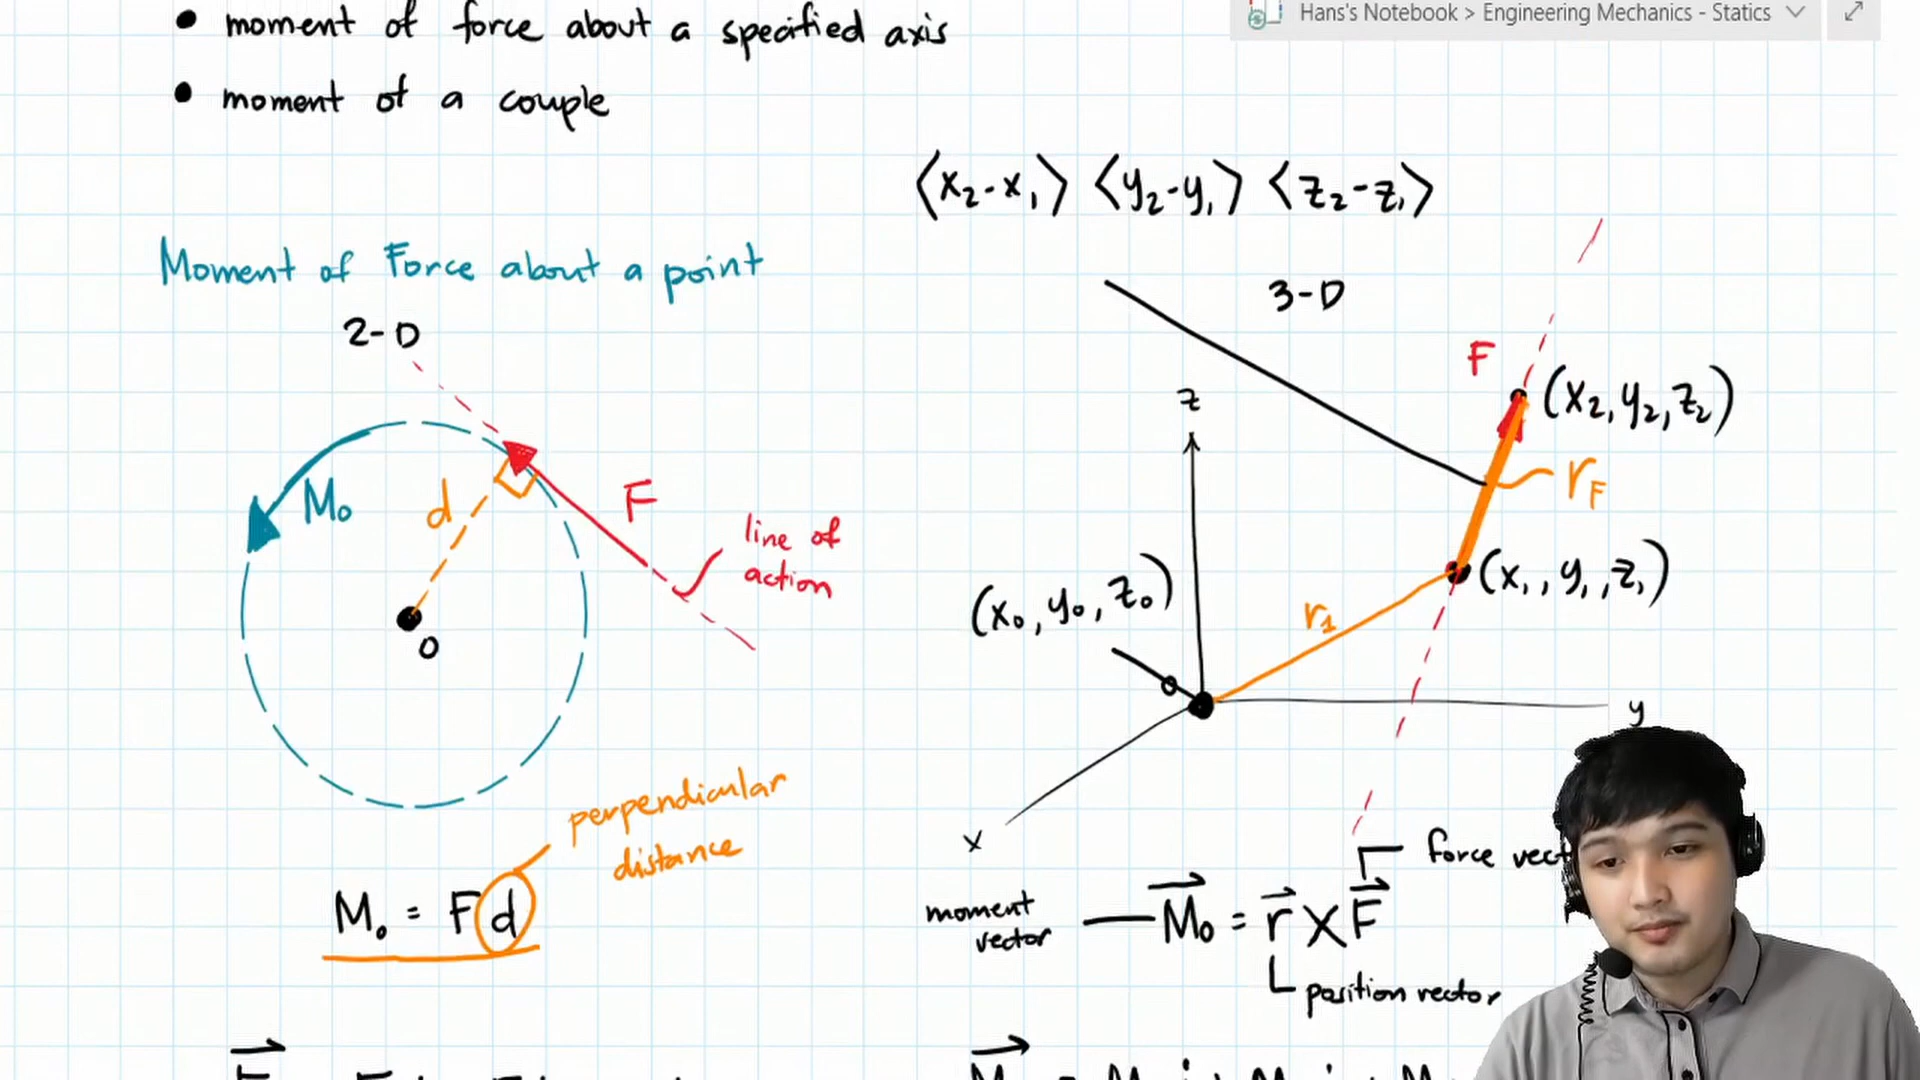 Hans's Notebook > Engineering Mechanics - Statics
• moment of force about a specified axis
• moment of a couple
⟨x₂-x₁⟩ ⟨y₂-y₁⟩ ⟨z₂-z₁⟩
Moment of Force about a point
2-D
M₀
d
F
line of
action
O
perpendicular
distance
M₀ = Fd
3-D
z
F
(x₂, y₂, z₂)
r_F
(x₁, y₁, z₁)
(x₀, y₀, z₀)
r₁
o
y
x
force vect
moment
vector
M₀ = r × F
position vector